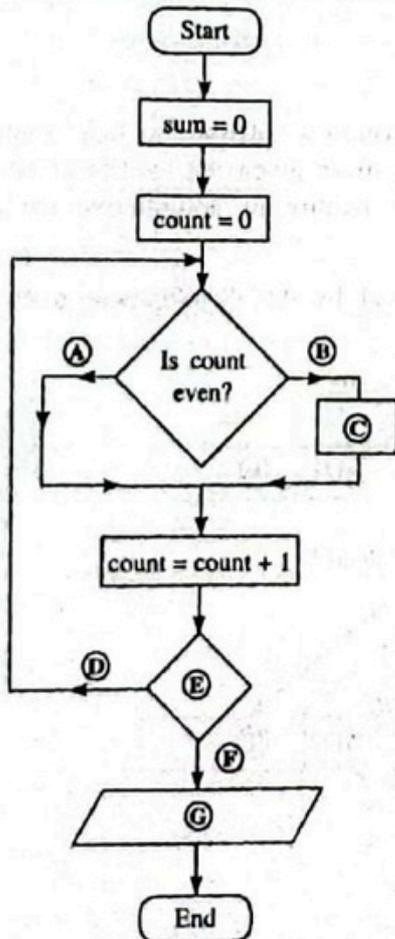 Start
sum = 0
count = 0
A
Is count
even?
B
C
count = count + 1
D
E
F
G
End